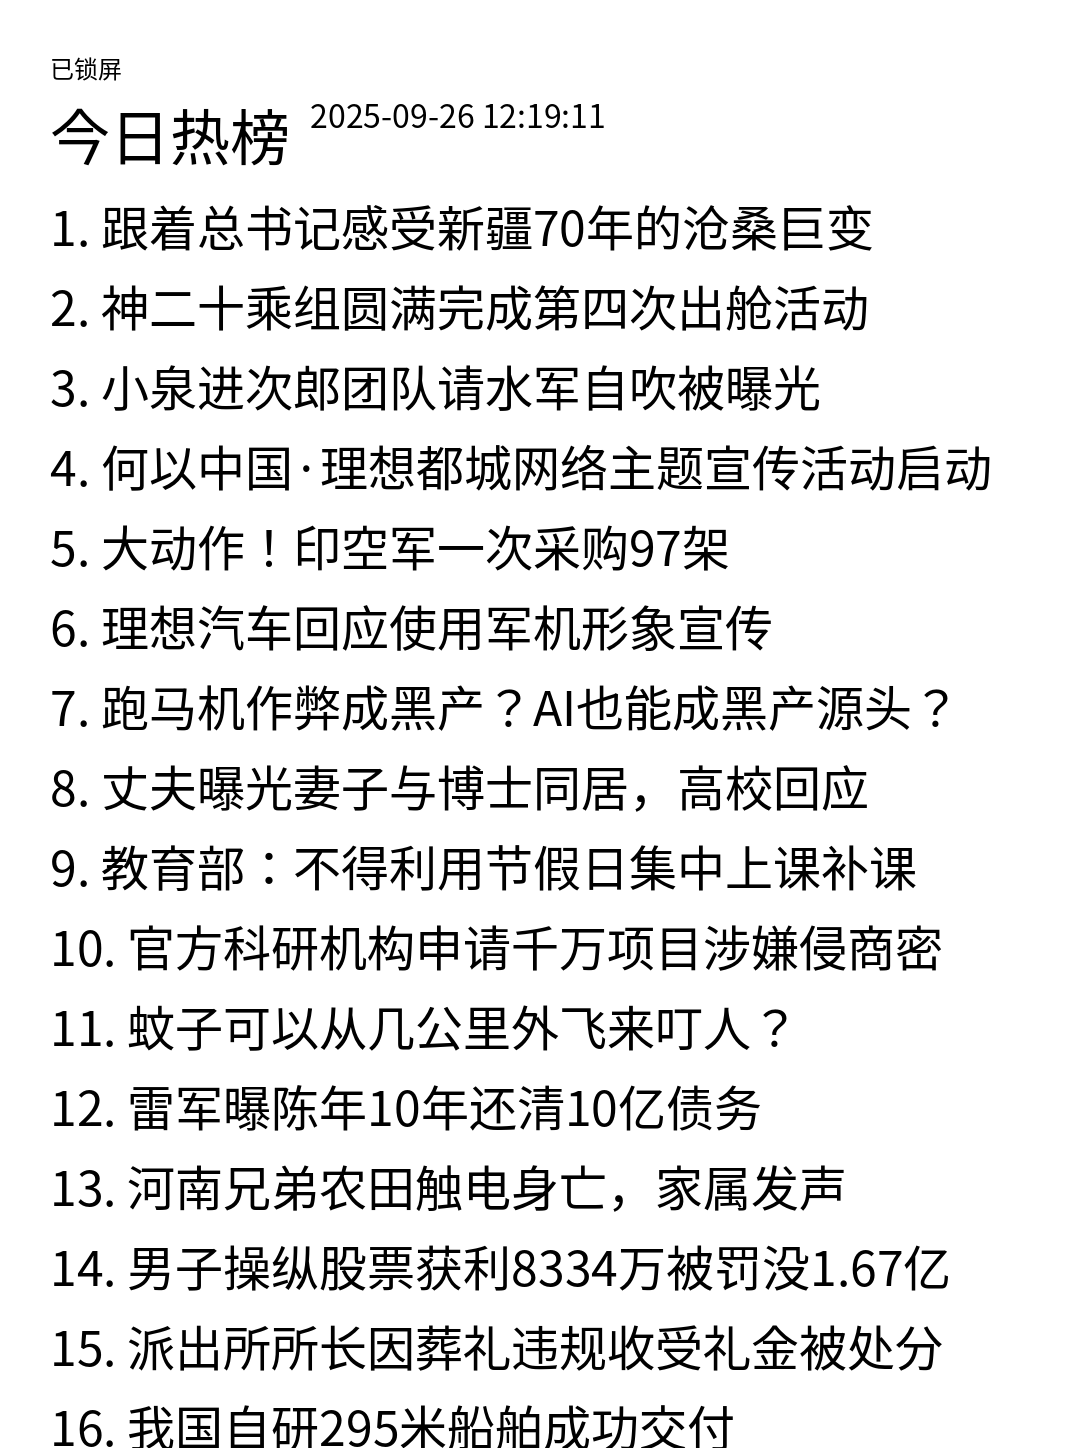 已锁屏
今日热榜 2025-09-26 12:19:11
1. 跟着总书记感受新疆70年的沧桑巨变
2. 神二十乘组圆满完成第四次出舱活动
3. 小泉进次郎团队请水军自吹被曝光
4. 何以中国·理想都城网络主题宣传活动启动
5. 大动作！印空军一次采购97架
6. 理想汽车回应使用军机形象宣传
7. 跑马机作弊成黑产？AI也能成黑产源头？
8. 丈夫曝光妻子与博士同居，高校回应
9. 教育部：不得利用节假日集中上课补课
10. 官方科研机构申请千万项目涉嫌侵商密
11. 蚊子可以从几公里外飞来叮人？
12. 雷军曝陈年10年还清10亿债务
13. 河南兄弟农田触电身亡，家属发声
14. 男子操纵股票获利8334万被罚没1.67亿
15. 派出所所长因葬礼违规收受礼金被处分
16. 我国自研295米船舶成功交付